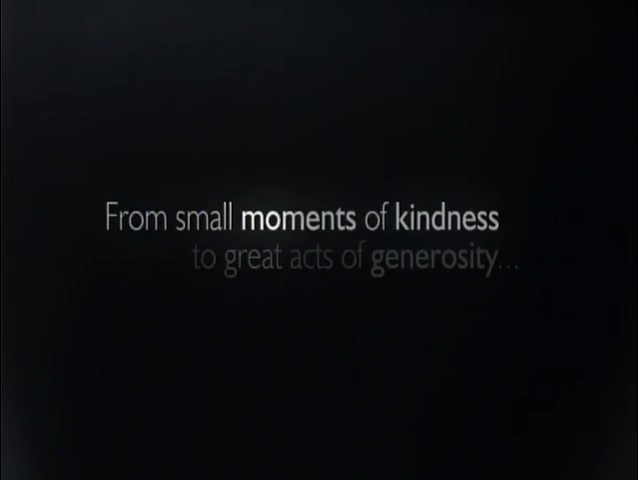 From small moments of kindness
to great acts of generosity...